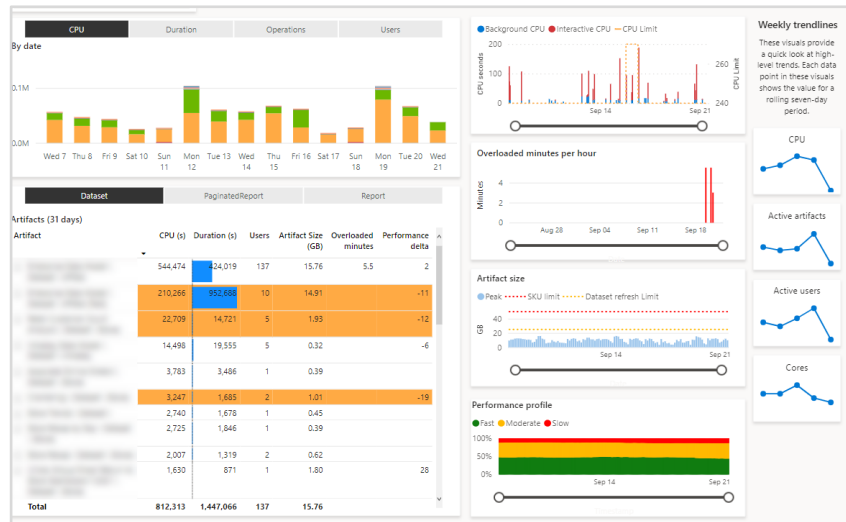 CPU Duration Operations Users
By date
0.1M
0.0M
Wed 7 Thu 8 Fri 9 Sat 10 Sun 11 Mon 12 Tue 13 Wed 14 Thu 15 Fri 16 Sat 17 Sun 18 Mon 19 Tue 20 Wed 21
Dataset PaginatedReport Report
Artifacts (31 days)
Artifact CPU (s) Duration (s) Users Artifact Size (GB) Overloaded minutes Performance delta
544,474 424,019 137 15.76 5.5 2
210,266 952,688 10 14.91 -11
22,709 14,721 5 1.93 -12
14,498 19,555 5 0.32 -6
3,783 3,486 1 0.39
3,247 1,685 2 1.01 -19
2,740 1,678 1 0.45
2,725 1,846 1 0.39
2,007 1,319 2 0.62
1,630 871 1 1.80 28
Total 812,313 1,447,066 137 15.76
Background CPU Interactive CPU CPU Limit
CPU seconds
200
100
0
260
240
CPU Limit
Sep 14 Sep 21
Overloaded minutes per hour
Minutes
4
2
0
Aug 28 Sep 04 Sep 11 Sep 18
Artifact size
Peak SKU limit Dataset refresh Limit
GB
40
20
0
Sep 14 Sep 21
Performance profile
Fast Moderate Slow
100%
50%
0%
Sep 14 Sep 21
Weekly trendlines
These visuals provide
a quick look at high-
level trends. Each data
point in these visuals
shows the value for a
rolling seven-day
period.
CPU
Active artifacts
Active users
Cores